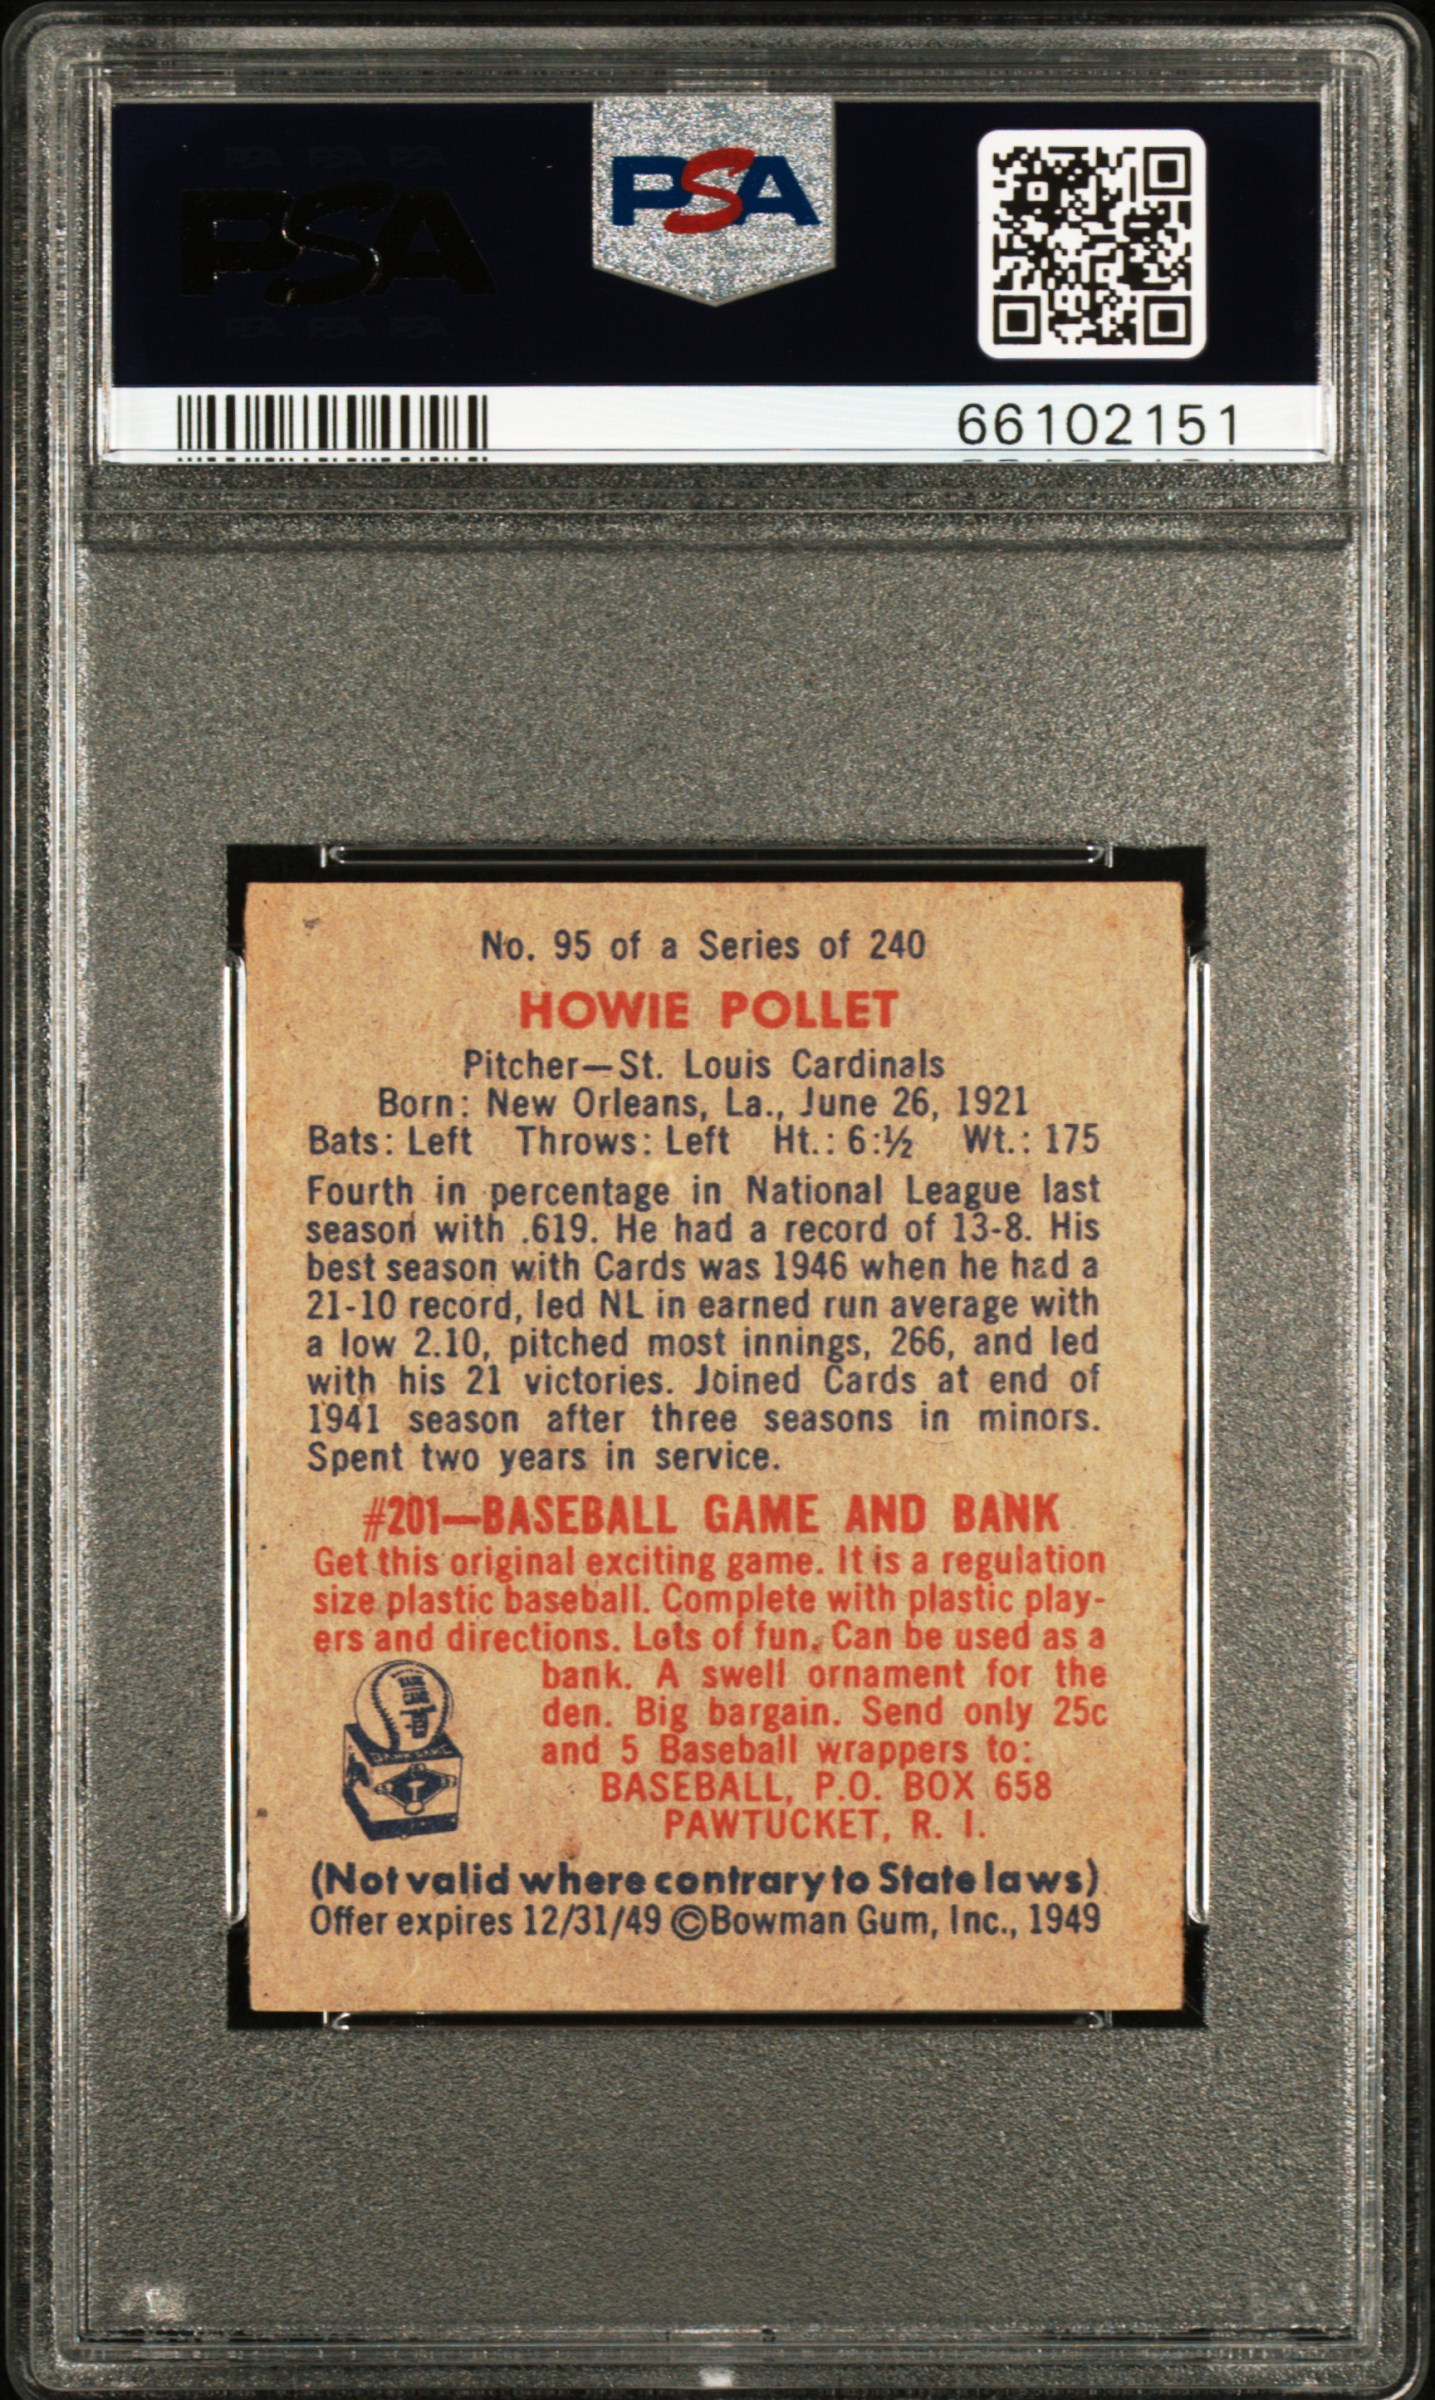 PSA
PSA
66102151
No. 95 of a Series of 240
HOWIE POLLET
Pitcher—St. Louis Cardinals
Born: New Orleans, La., June 26, 1921
Bats: Left Throws: Left Ht.: 6:½ Wt.: 175
Fourth in percentage in National League last
season with .619. He had a record of 13-8. His
best season with Cards was 1946 when he had a
21-10 record, led NL in earned run average with
a low 2.10, pitched most innings, 266, and led
with his 21 victories. Joined Cards at end of
1941 season after three seasons in minors.
Spent two years in service.
#201—BASEBALL GAME AND BANK
Get this original exciting game. It is a regulation
size plastic baseball. Complete with plastic play-
ers and directions. Lots of fun. Can be used as a
bank. A swell ornament for the
den. Big bargain. Send only 25c
and 5 Baseball wrappers to:
BASEBALL, P.O. BOX 658
PAWTUCKET, R. I.
(Not valid where contrary to State laws)
Offer expires 12/31/49 ©Bowman Gum, Inc., 1949